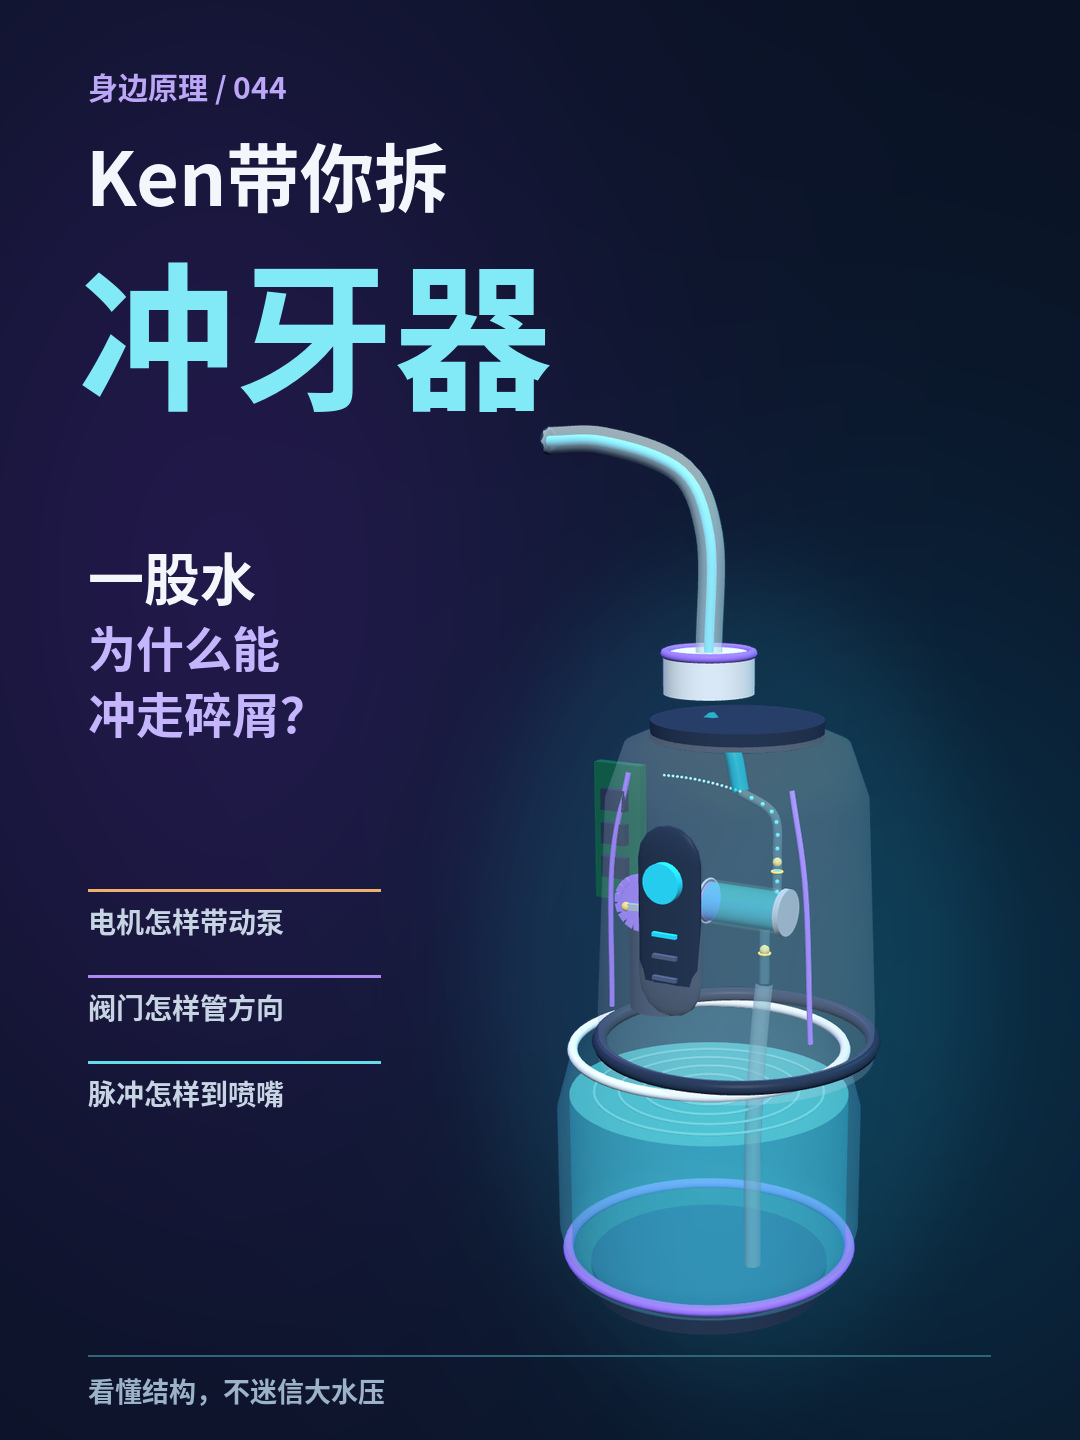 身边原理 / 044
Ken带你拆
冲牙器
一股水
为什么能
冲走碎屑?
电机怎样带动泵
阀门怎样管方向
脉冲怎样到喷嘴
看懂结构，不迷信大水压